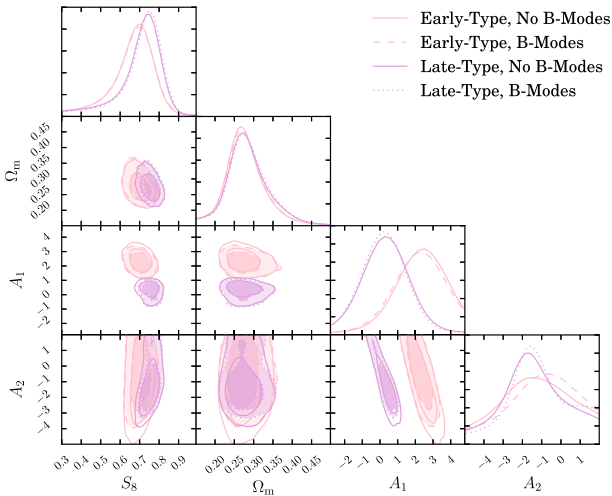 Early-Type, No B-Modes
Early-Type, B-Modes
Late-Type, No B-Modes
Late-Type, B-Modes
Ωm
0.45
0.40
0.35
0.30
0.25
0.20
A1
4
3
2
1
0
−1
−2
A2
1
0
−1
−2
−3
−4
0.3 0.4 0.5 0.6 0.7 0.8 0.9
0.20 0.25 0.30 0.35 0.40 0.45
−2 −1 0 1 2 3 4
−4 −3 −2 −1 0 1
S8
Ωm
A1
A2